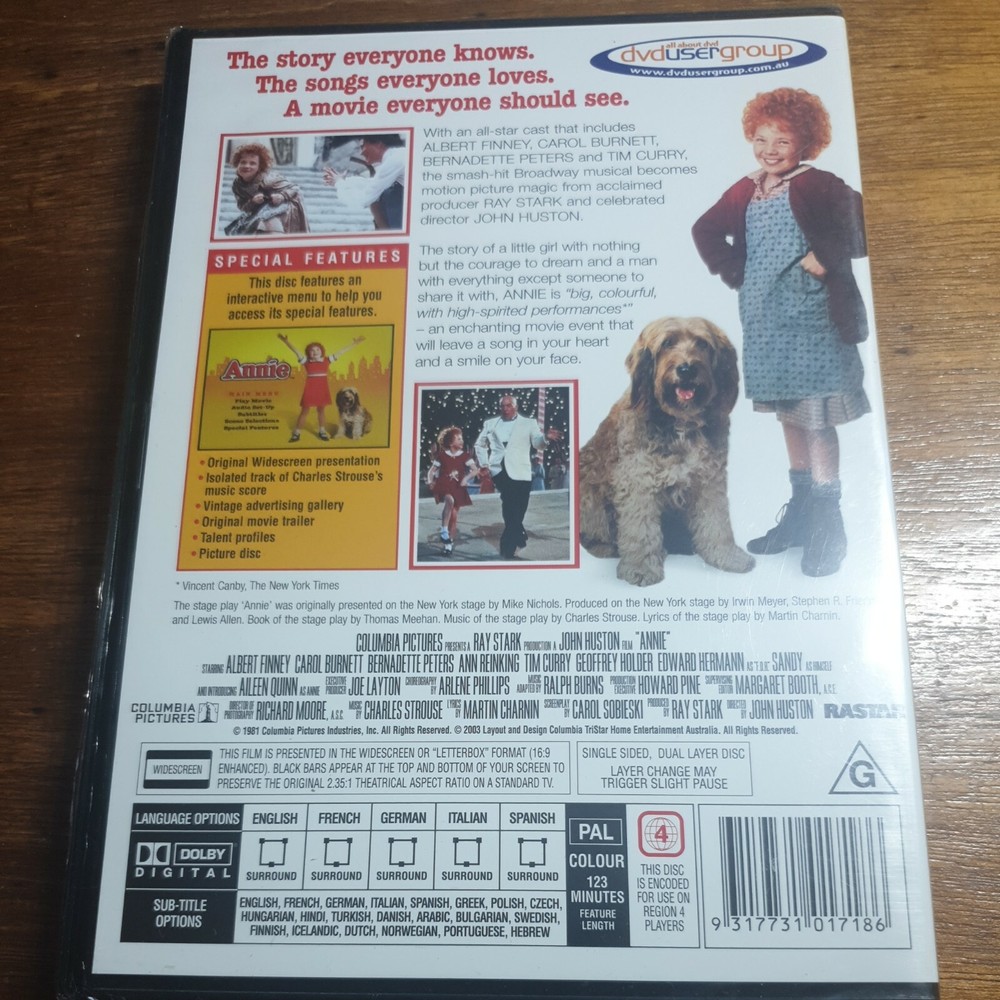 The story everyone knows.
The songs everyone loves.
A movie everyone should see.
all about dvd
dvdusergroup
www.dvdusergroup.com.au
With an all-star cast that includes
ALBERT FINNEY, CAROL BURNETT,
BERNADETTE PETERS and TIM CURRY,
the smash-hit Broadway musical becomes
motion picture magic from acclaimed
producer RAY STARK and celebrated
director JOHN HUSTON.
The story of a little girl with nothing
but the courage to dream and a man
with everything except someone to
share it with, ANNIE is "big, colourful,
with high-spirited performances*"
– an enchanting movie event that
will leave a song in your heart
and a smile on your face.
SPECIAL FEATURES
This disc features an
interactive menu to help you
access its special features.
Annie
MAIN MENU
Play Movie
Audio Set-Up
Subtitles
Scene Selections
Special Features
• Original Widescreen presentation
• Isolated track of Charles Strouse's
music score
• Vintage advertising gallery
• Original movie trailer
• Talent profiles
• Picture disc
* Vincent Canby, The New York Times
The stage play 'Annie' was originally presented on the New York stage by Mike Nichols. Produced on the New York stage by Irwin Meyer, Stephen R.
and Lewis Allen. Book of the stage play by Thomas Meehan. Music of the stage play by Charles Strouse. Lyrics of the stage play by Martin Charnin.
COLUMBIA PICTURES PRESENTS A RAY STARK PRODUCTION A JOHN HUSTON FILM "ANNIE"
STARRING ALBERT FINNEY CAROL BURNETT BERNADETTE PETERS ANN REINKING TIM CURRY GEOFFREY HOLDER EDWARD HERMANN AS "F.D.R." SANDY AS HIMSELF
AND INTRODUCING AILEEN QUINN AS ANNIE EXECUTIVE PRODUCER JOE LAYTON CHOREOGRAPHY BY ARLENE PHILLIPS MUSIC ADAPTED BY RALPH BURNS PRODUCTION EXECUTIVE HOWARD PINE SUPERVISING EDITOR MARGARET BOOTH, A.C.E.
COLUMBIA PICTURES DIRECTOR OF PHOTOGRAPHY RICHARD MOORE, A.S.C. MUSIC BY CHARLES STROUSE LYRICS BY MARTIN CHARNIN SCREENPLAY BY CAROL SOBIESKI PRODUCED BY RAY STARK DIRECTED BY JOHN HUSTON RASTAR
© 1981 Columbia Pictures Industries, Inc. All Rights Reserved. © 2003 Layout and Design Columbia TriStar Home Entertainment Australia. All Rights Reserved.
WIDESCREEN
THIS FILM IS PRESENTED IN THE WIDESCREEN OR "LETTERBOX" FORMAT (16:9
ENHANCED). BLACK BARS APPEAR AT THE TOP AND BOTTOM OF YOUR SCREEN TO
PRESERVE THE ORIGINAL 2.35:1 THEATRICAL ASPECT RATIO ON A STANDARD TV.
SINGLE SIDED, DUAL LAYER DISC
LAYER CHANGE MAY
TRIGGER SLIGHT PAUSE
G
LANGUAGE OPTIONS ENGLISH FRENCH GERMAN ITALIAN SPANISH
DOLBY
DIGITAL
SURROUND SURROUND SURROUND SURROUND SURROUND
SUB-TITLE
OPTIONS
ENGLISH, FRENCH, GERMAN, ITALIAN, SPANISH, GREEK, POLISH, CZECH,
HUNGARIAN, HINDI, TURKISH, DANISH, ARABIC, BULGARIAN, SWEDISH,
FINNISH, ICELANDIC, DUTCH, NORWEGIAN, PORTUGUESE, HEBREW
PAL
COLOUR
123
MINUTES
FEATURE
LENGTH
4
THIS DISC
IS ENCODED
FOR USE ON
REGION 4
PLAYERS
9 317731 017186